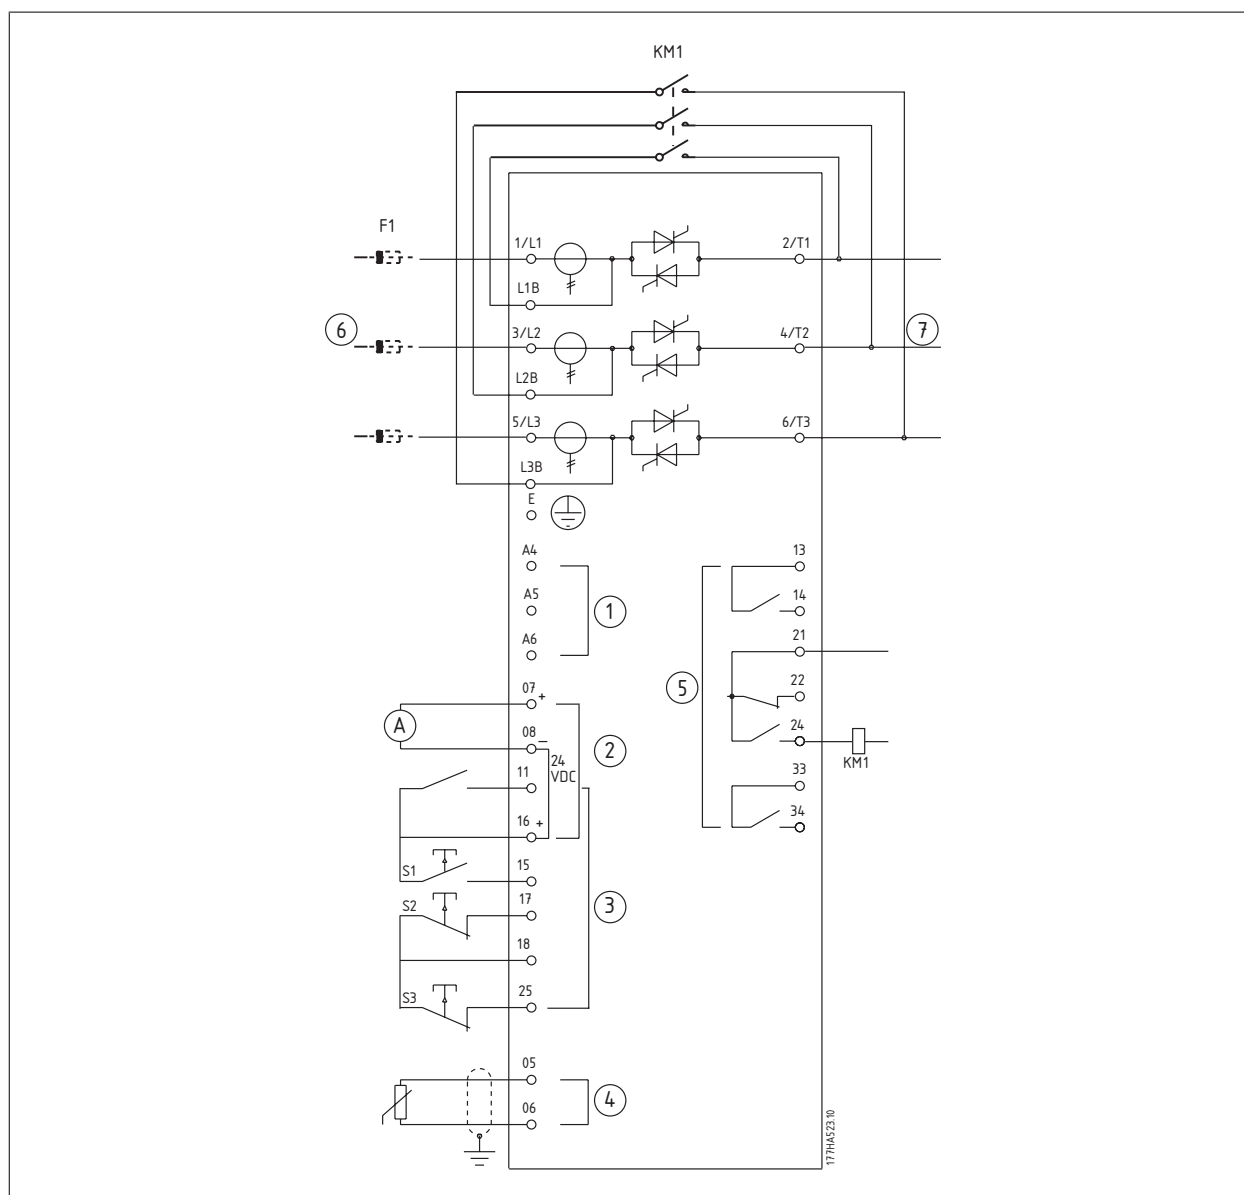 KM1
F1
1/L1
2/T1
L1B
6
3/L2
4/T2
7
L2B
5/L3
6/T3
L3B
E
A4
13
A5
1
14
A6
21
07 +
5
22
A
08 –
2
24
24
VDC
KM1
11
33
16 +
34
S1
15
S2
17
3
18
S3
25
05
4
06
177HA523.10